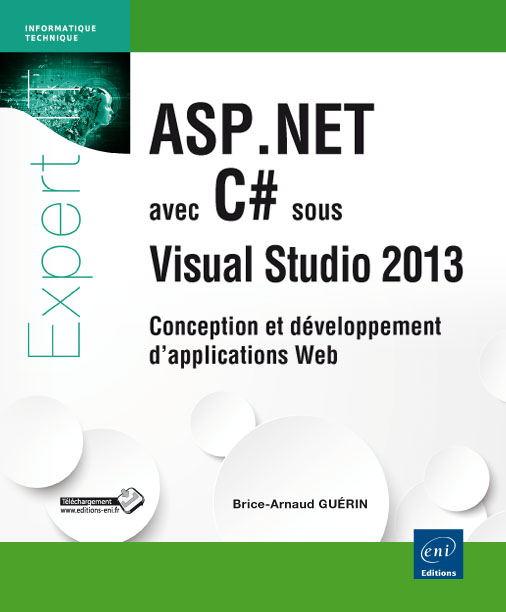 INFORMATIQUE
TECHNIQUE
Expert IT
ASP.NET
avec C# sous
Visual Studio 2013
Conception et développement
d'applications Web
Téléchargement
www.editions-eni.fr
Brice-Arnaud GUÉRIN
eni
Editions